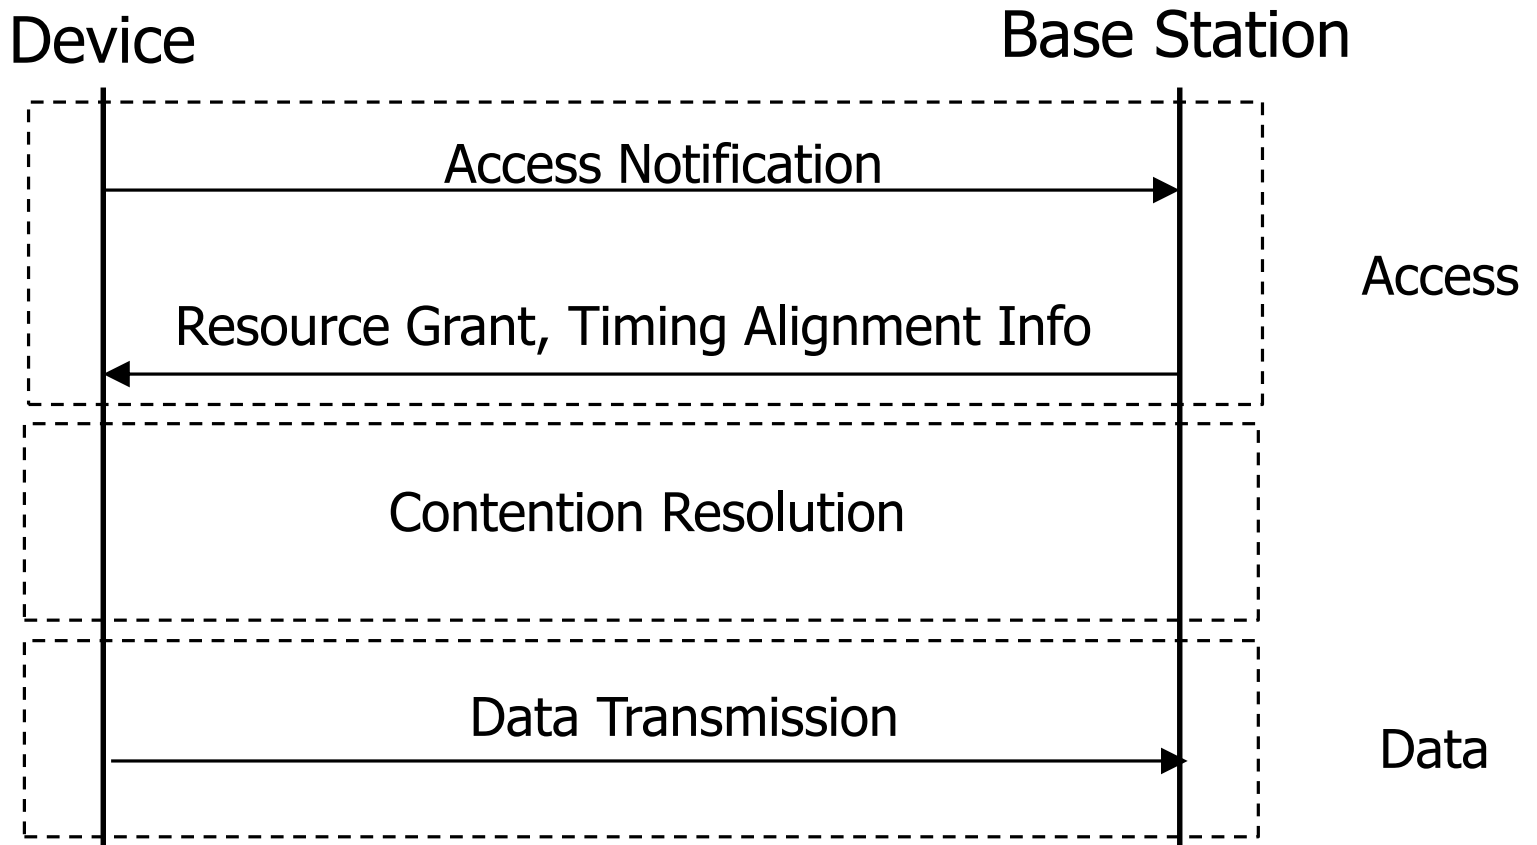 Device
Base Station
Access Notification
Access
Resource Grant, Timing Alignment Info
Contention Resolution
Data Transmission
Data